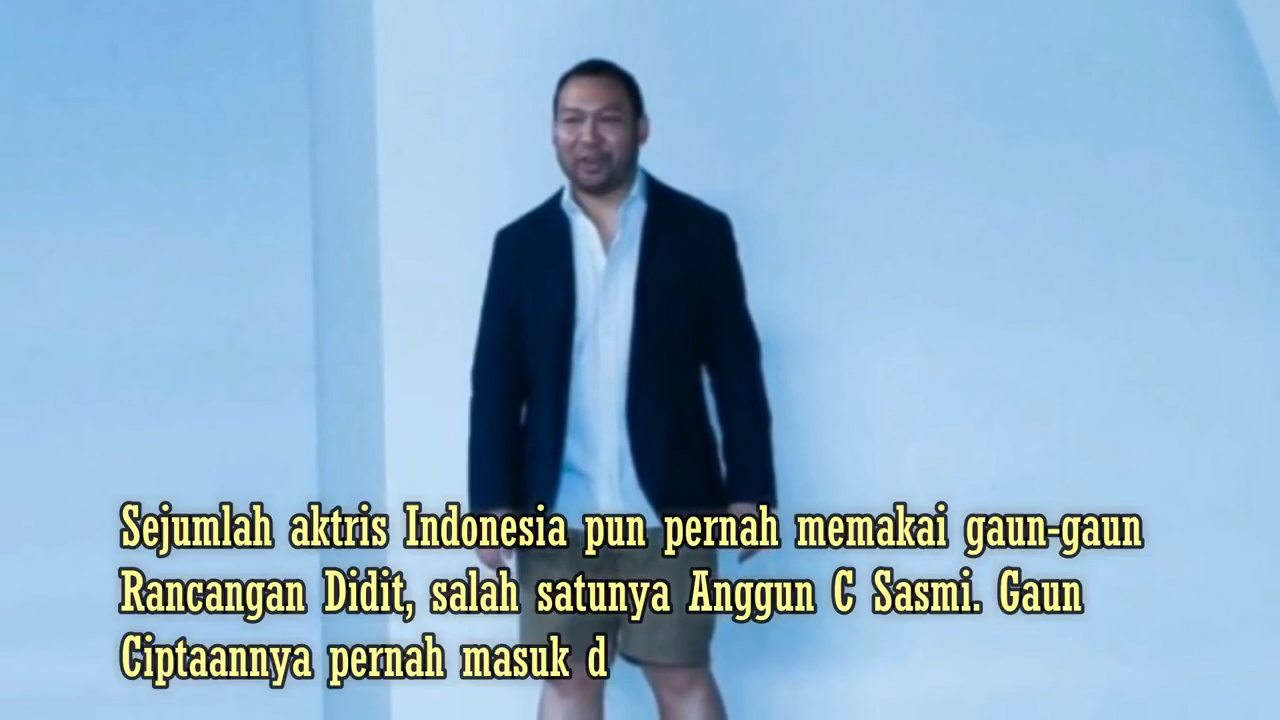 Sejumlah aktris Indonesia pun pernah memakai gaun-gaun
Rancangan Didit, salah satunya Anggun C Sasmi. Gaun
Ciptaannya pernah masuk d